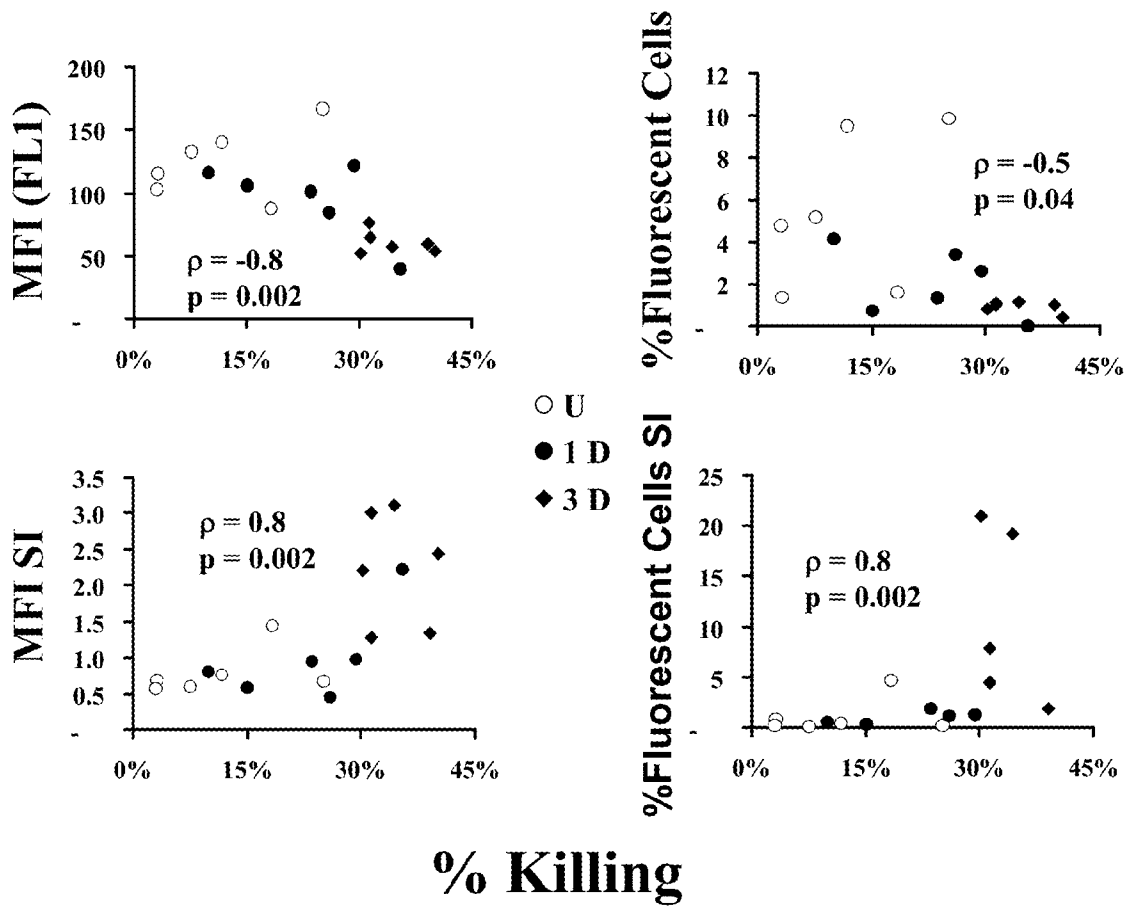 MFI (FL1)
200
150
100
50
-
ρ = -0.8
p = 0.002
0% 15% 30% 45%
%Fluorescent Cells
12
10
8
6
4
2
-
ρ = -0.5
p = 0.04
0% 15% 30% 45%
U
1 D
3 D
MFI SI
3.5
3.0
2.5
2.0
1.5
1.0
0.5
-
ρ = 0.8
p = 0.002
0% 15% 30% 45%
%Fluorescent Cells SI
25
20
15
10
5
-
ρ = 0.8
p = 0.002
0% 15% 30% 45%
% Killing